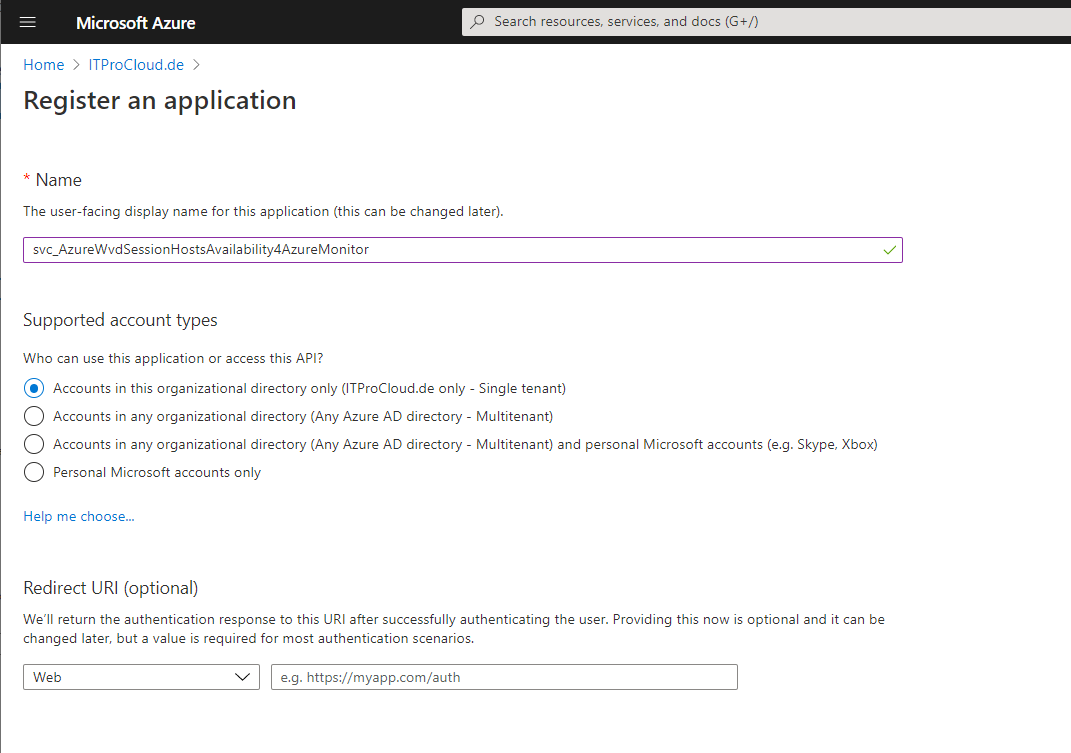 Microsoft Azure
Search resources, services, and docs (G+/)
Home > ITProCloud.de >
Register an application
* Name
The user-facing display name for this application (this can be changed later).
svc_AzureWvdSessionHostsAvailability4AzureMonitor
Supported account types
Who can use this application or access this API?
Accounts in this organizational directory only (ITProCloud.de only - Single tenant)
Accounts in any organizational directory (Any Azure AD directory - Multitenant)
Accounts in any organizational directory (Any Azure AD directory - Multitenant) and personal Microsoft accounts (e.g. Skype, Xbox)
Personal Microsoft accounts only
Help me choose...
Redirect URI (optional)
We'll return the authentication response to this URI after successfully authenticating the user. Providing this now is optional and it can be
changed later, but a value is required for most authentication scenarios.
Web
e.g. https://myapp.com/auth